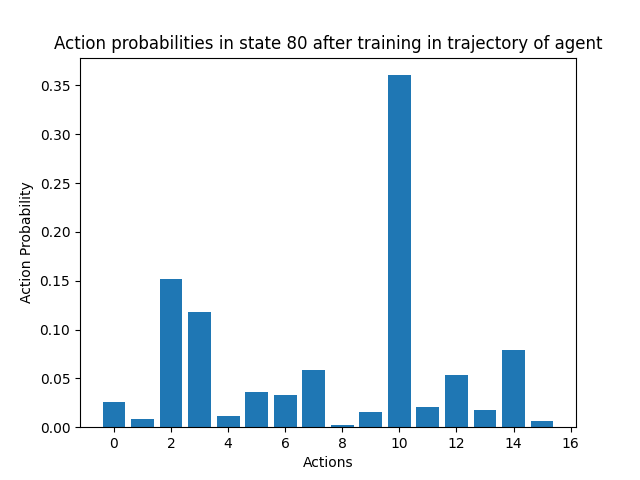 Action probabilities in state 80 after training in trajectory of agent
0.35
0.30
0.25
0.20
0.15
0.10
0.05
0.00
Action Probability
0 2 4 6 8 10 12 14 16
Actions